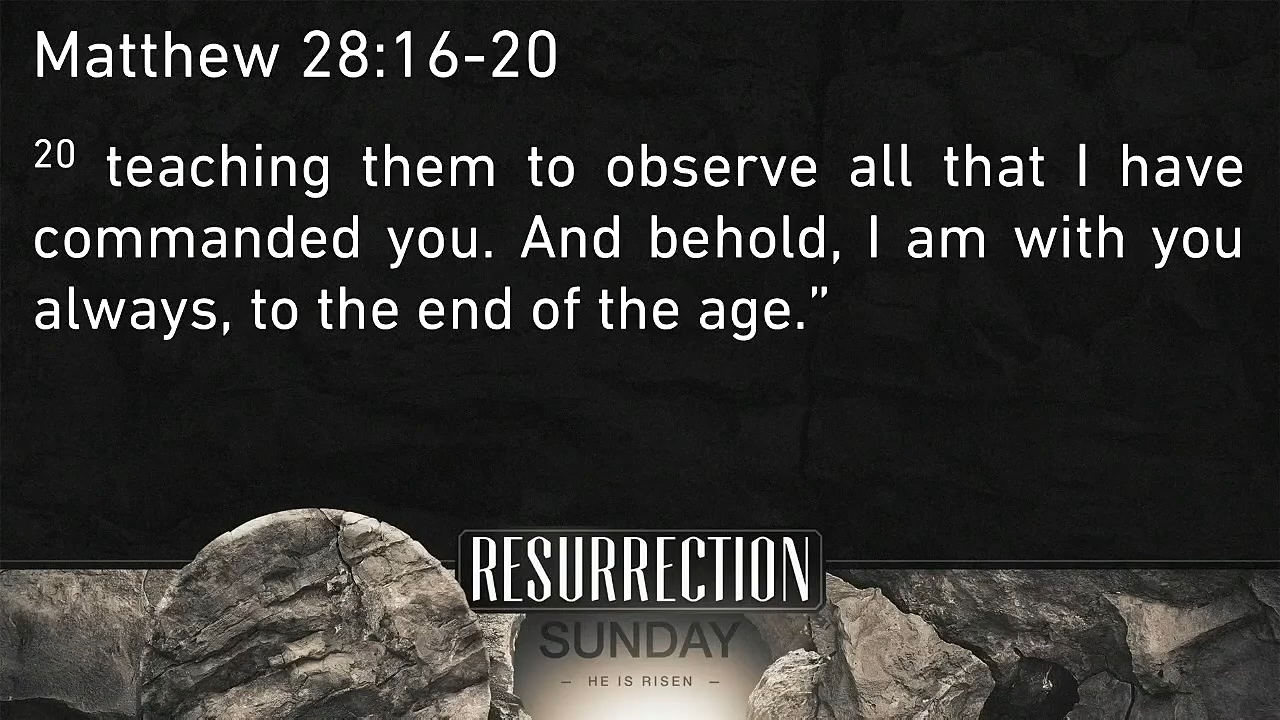 Matthew 28:16-20
20 teaching them to observe all that I have
commanded you. And behold, I am with you
always, to the end of the age.”
RESURRECTION
SUNDAY
– HE IS RISEN –